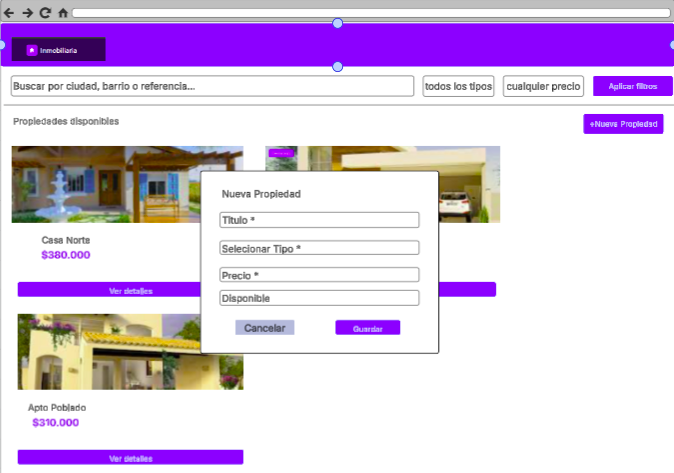 Inmobiliaria
Buscar por ciudad, barrio o referencia...
todos los tipos
cualquier precio
Aplicar filtros
Propiedades disponibles
+Nueva Propiedad
Casa Norte
$380.000
Ver detalles
Nueva Propiedad
Titulo *
Selecionar Tipo *
Precio *
Disponible
Cancelar
Guardar
Apto Poblado
$310.000
Ver detalles